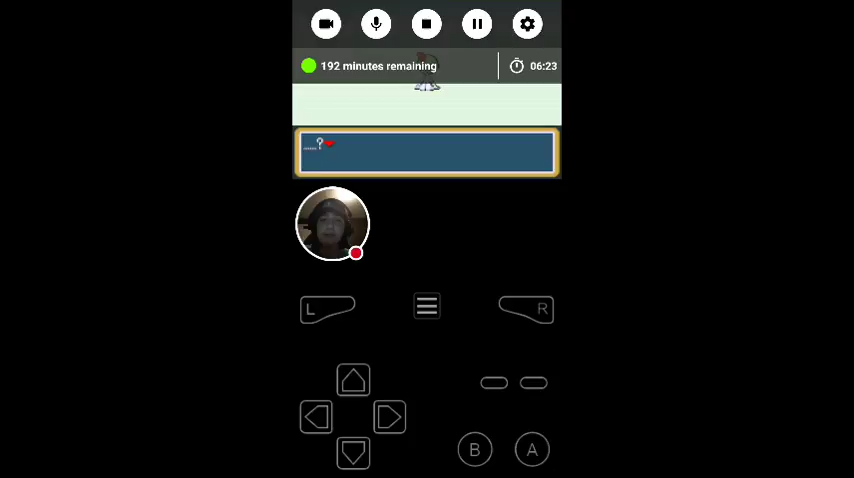 192 minutes remaining
06:23
......?
L
R
B
A